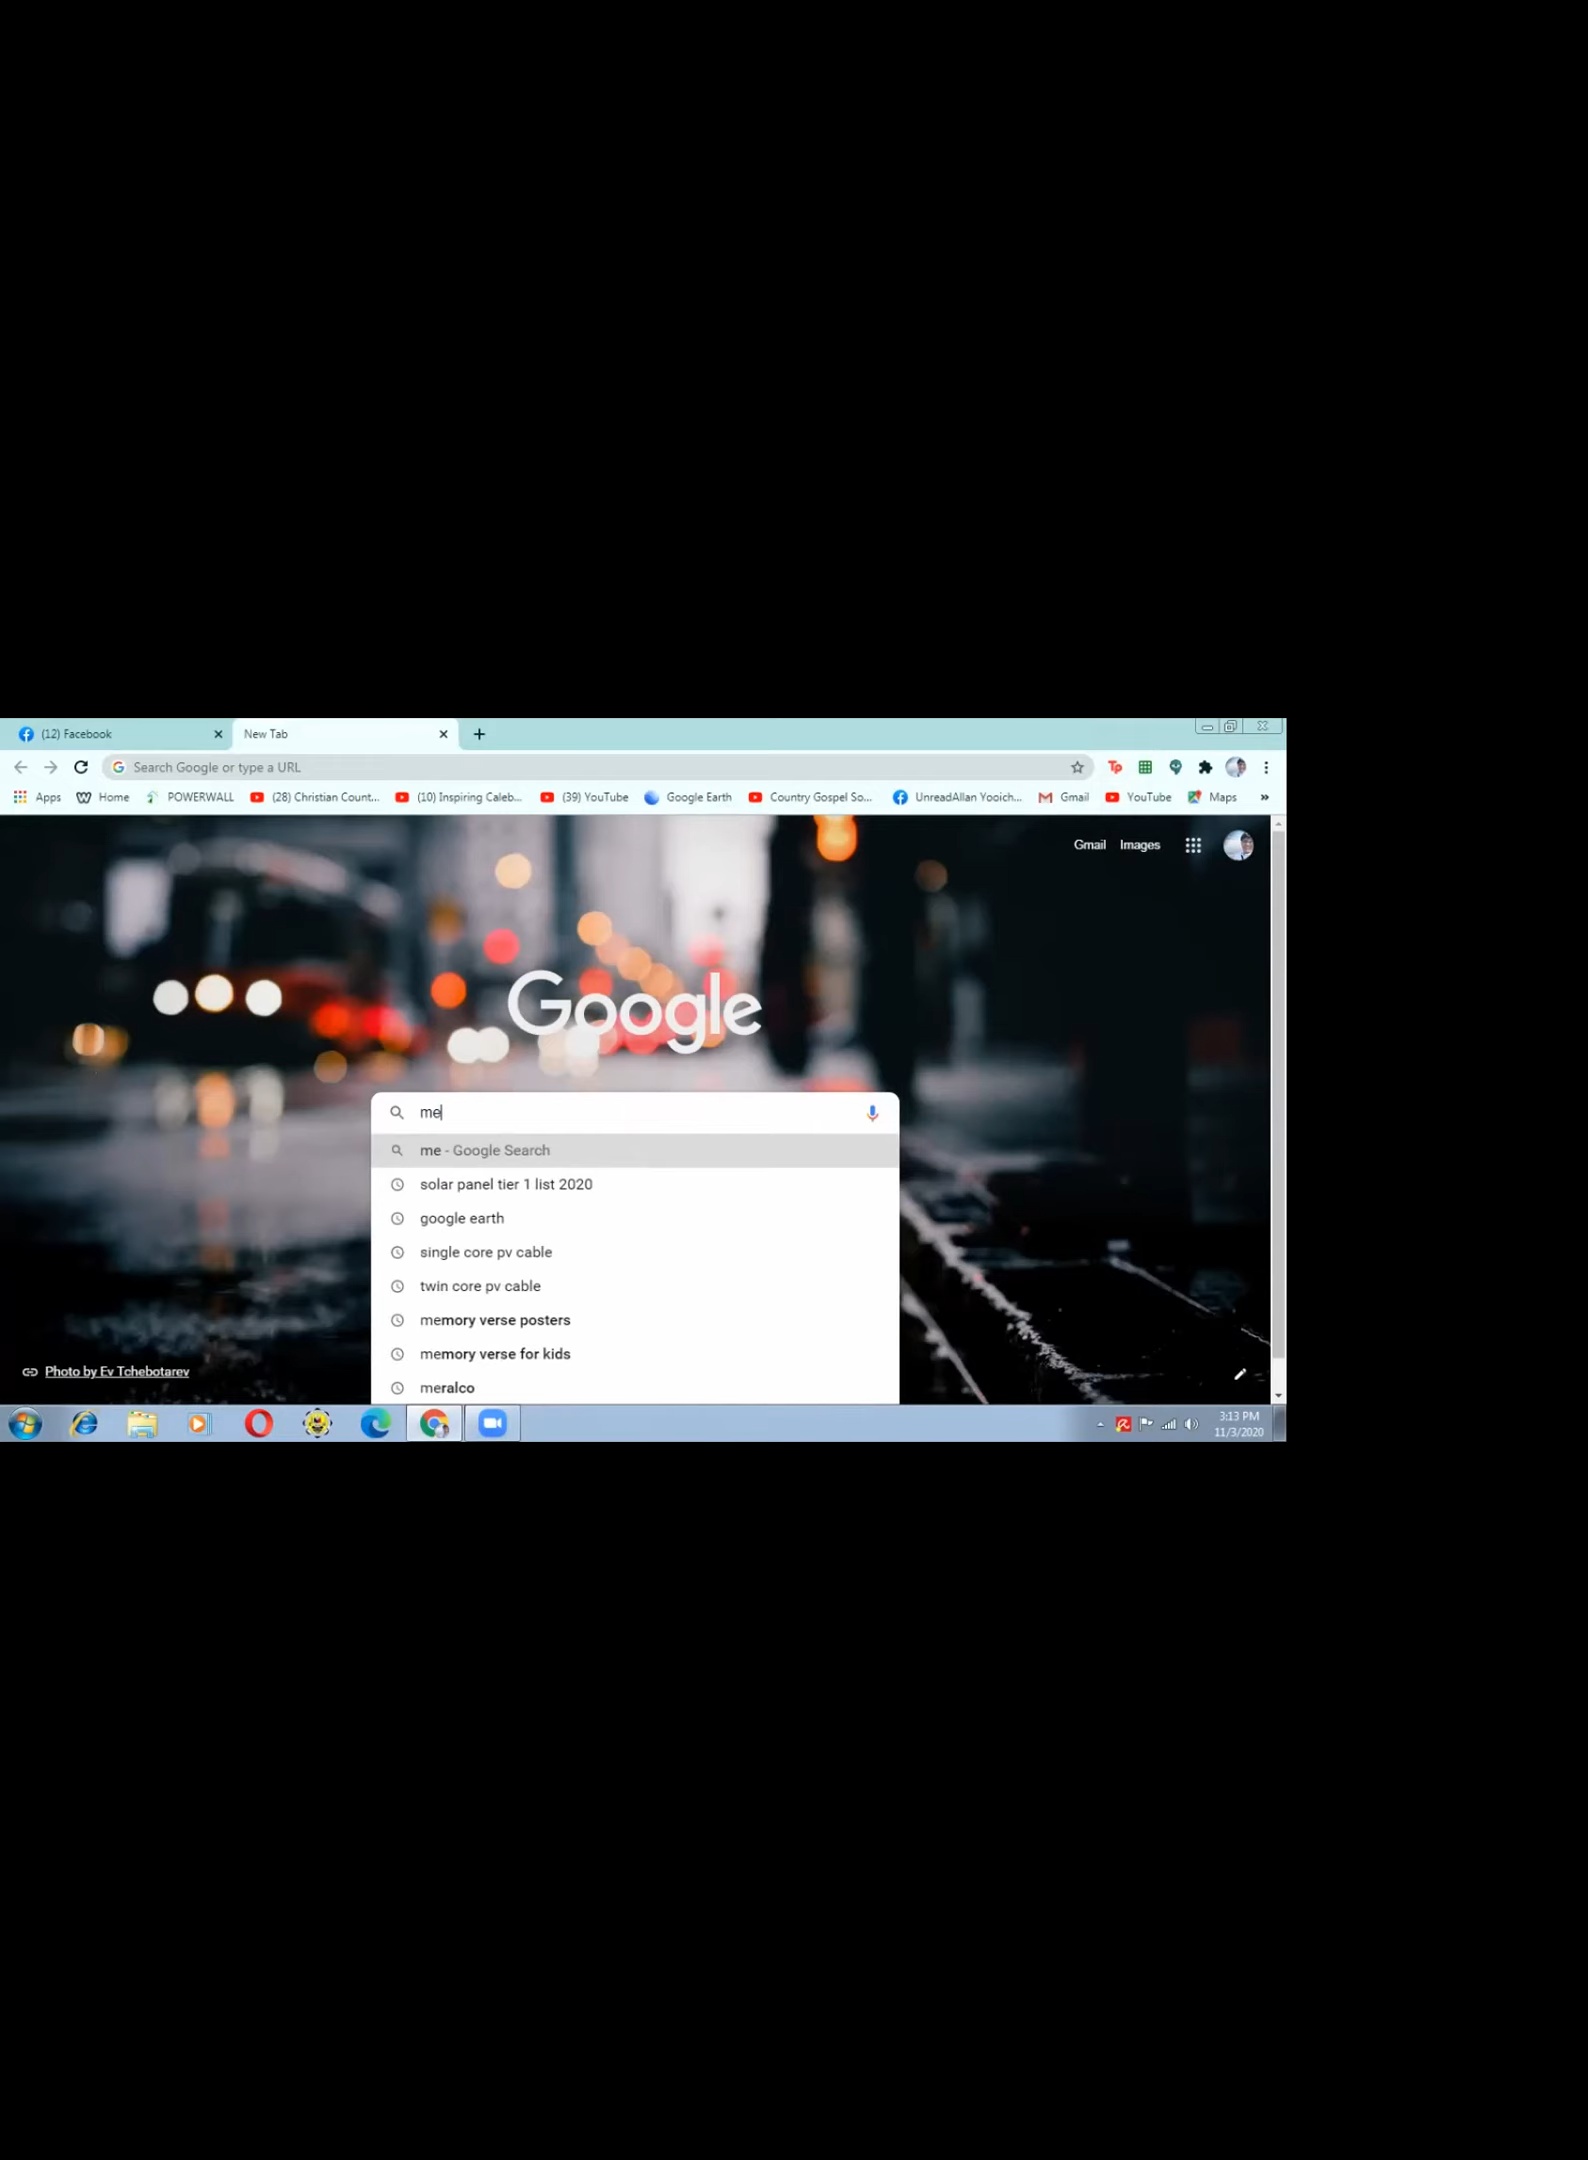 (12) Facebook
New Tab
Search Google or type a URL
Tp
Apps
Home
POWERWALL
(28) Christian Count...
(10) Inspiring Caleb...
(39) YouTube
Google Earth
Country Gospel So...
UnreadAllan Yooich...
Gmail
YouTube
Maps
»
Gmail
Images
Google
me
me - Google Search
solar panel tier 1 list 2020
google earth
single core pv cable
twin core pv cable
memory verse posters
memory verse for kids
meralco
Photo by Ev Tchebotarev
3:13 PM
11/3/2020